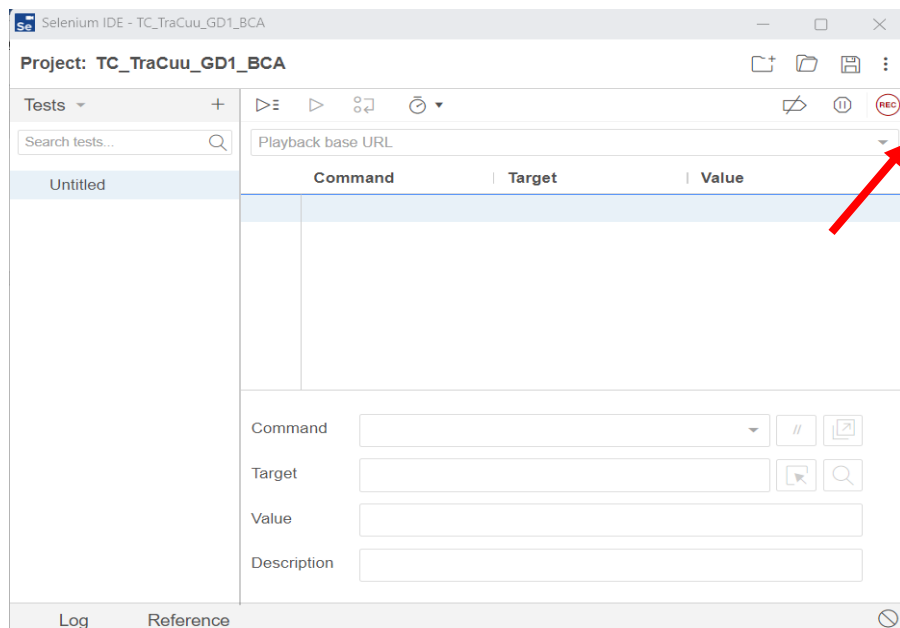 Selenium IDE - TC_TraCuu_GD1_BCA
Project: TC_TraCuu_GD1_BCA
Tests
REC
Search tests...
Playback base URL
Untitled
Command Target Value
Command
//
Target
Value
Description
Log Reference